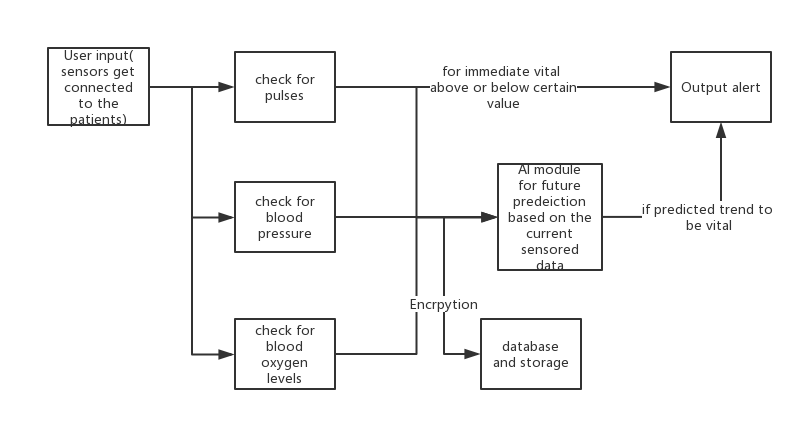 User input(
sensors get
connected
to the
patients)
check for
pulses
for immediate vital
above or below certain
value
Output alert
check for
blood
pressure
AI module
for future
predeiction
based on the
current
sensored
data
if predicted trend to
be vital
Encrpytion
check for
blood
oxygen
levels
database
and storage